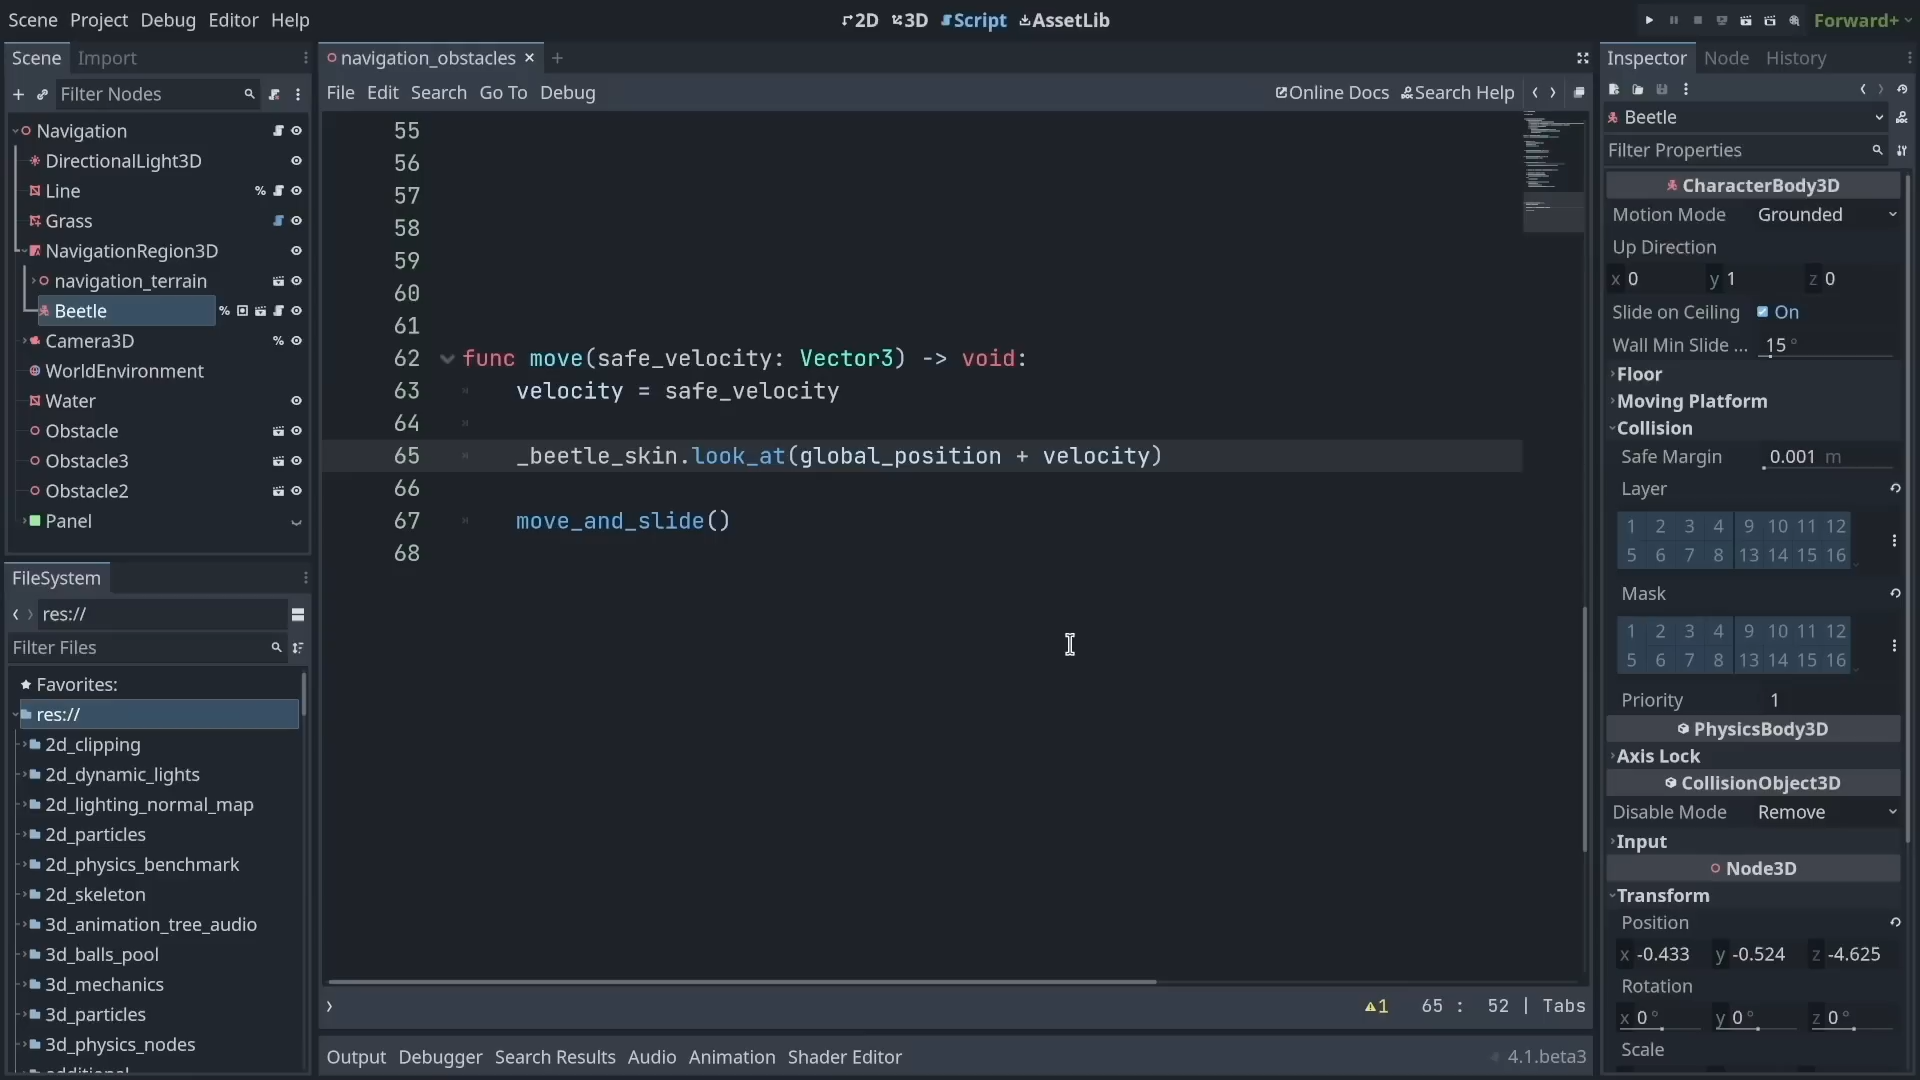 Scene Project Debug Editor Help
2D 3D Script AssetLib
Forward+
Scene Import
Filter Nodes
Navigation
DirectionalLight3D
Line %
Grass
NavigationRegion3D
navigation_terrain
Beetle %
Camera3D %
WorldEnvironment
Water
Obstacle
Obstacle3
Obstacle2
Panel
FileSystem
res://
Filter Files
Favorites:
res://
2d_clipping
2d_dynamic_lights
2d_lighting_normal_map
2d_particles
2d_physics_benchmark
2d_skeleton
3d_animation_tree_audio
3d_balls_pool
3d_mechanics
3d_particles
3d_physics_nodes
navigation_obstacles
File Edit Search Go To Debug
Online Docs Search Help
55
56
57
58
59
60
61
62 func move(safe_velocity: Vector3) -> void:
63 velocity = safe_velocity
64
65 _beetle_skin.look_at(global_position + velocity)
66
67 move_and_slide()
68
1 65 : 52 | Tabs
Output Debugger Search Results Audio Animation Shader Editor
4.1.beta3
Inspector Node History
Beetle
Filter Properties
CharacterBody3D
Motion Mode Grounded
Up Direction
x 0 y 1 z 0
Slide on Ceiling On
Wall Min Slide ... 15 °
Floor
Moving Platform
Collision
Safe Margin 0.001 m
Layer
1 2 3 4 9 10 11 12
5 6 7 8 13 14 15 16
Mask
1 2 3 4 9 10 11 12
5 6 7 8 13 14 15 16
Priority 1
PhysicsBody3D
Axis Lock
CollisionObject3D
Disable Mode Remove
Input
Node3D
Transform
Position
x -0.433 y -0.524 z -4.625
Rotation
x 0 ° y 0 ° z 0 °
Scale